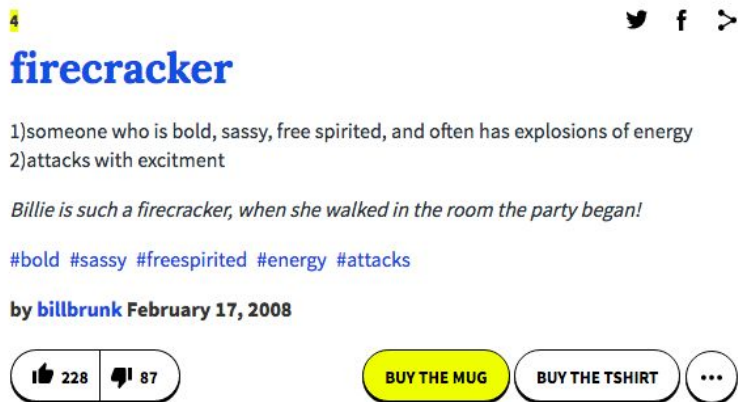 4
firecracker
1)someone who is bold, sassy, free spirited, and often has explosions of energy
2)attacks with excitment
Billie is such a firecracker, when she walked in the room the party began!
#bold #sassy #freespirited #energy #attacks
by billbrunk February 17, 2008
228 87 BUY THE MUG BUY THE TSHIRT ...